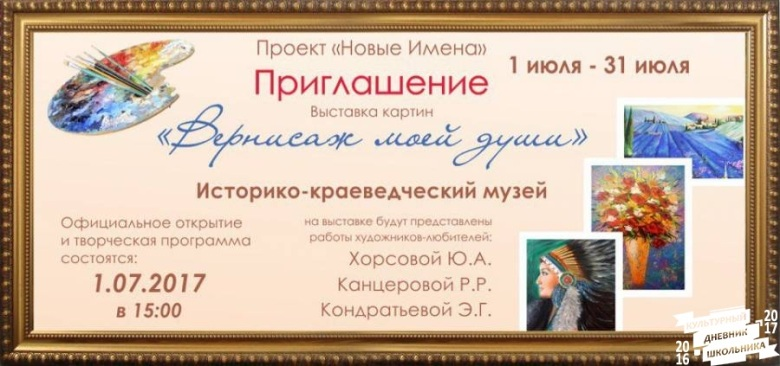 Проект «Новые Имена»
1 июля - 31 июля
Приглашение
Выставка картин
«Вернисаж моей души»
Историко-краеведческий музей
Официальное открытие
и творческая программа
состоятся:
1.07.2017
в 15:00
на выставке будут представлены
работы художников-любителей:
Хорсовой Ю.А.
Канцеровой Р.Р.
Кондратьевой Э.Г.
КУЛЬТУРНЫЙ
ДНЕВНИК
ШКОЛЬНИКА
2016
2017